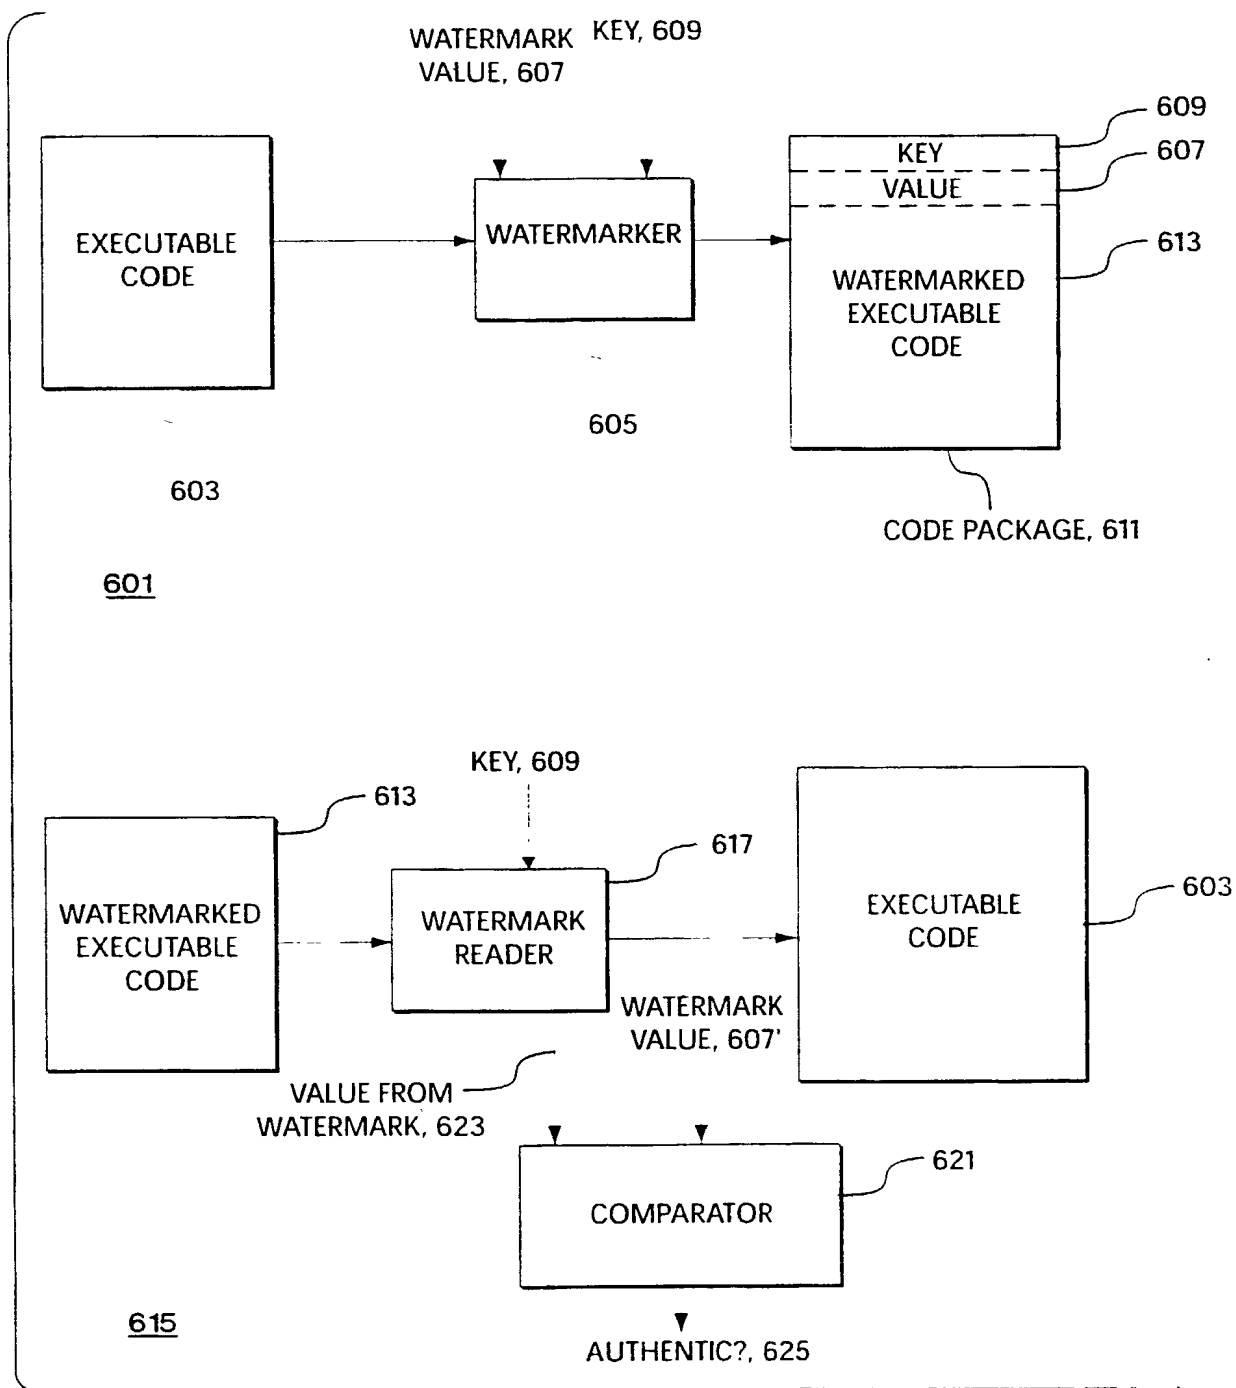 WATERMARK
VALUE, 607
KEY, 609
EXECUTABLE
CODE
WATERMARKER
KEY
VALUE
WATERMARKED
EXECUTABLE
CODE
609
607
613
605
603
CODE PACKAGE, 611
601
KEY, 609
613
617
WATERMARKED
EXECUTABLE
CODE
WATERMARK
READER
EXECUTABLE
CODE
603
WATERMARK
VALUE, 607'
VALUE FROM
WATERMARK, 623
621
COMPARATOR
615
AUTHENTIC?, 625